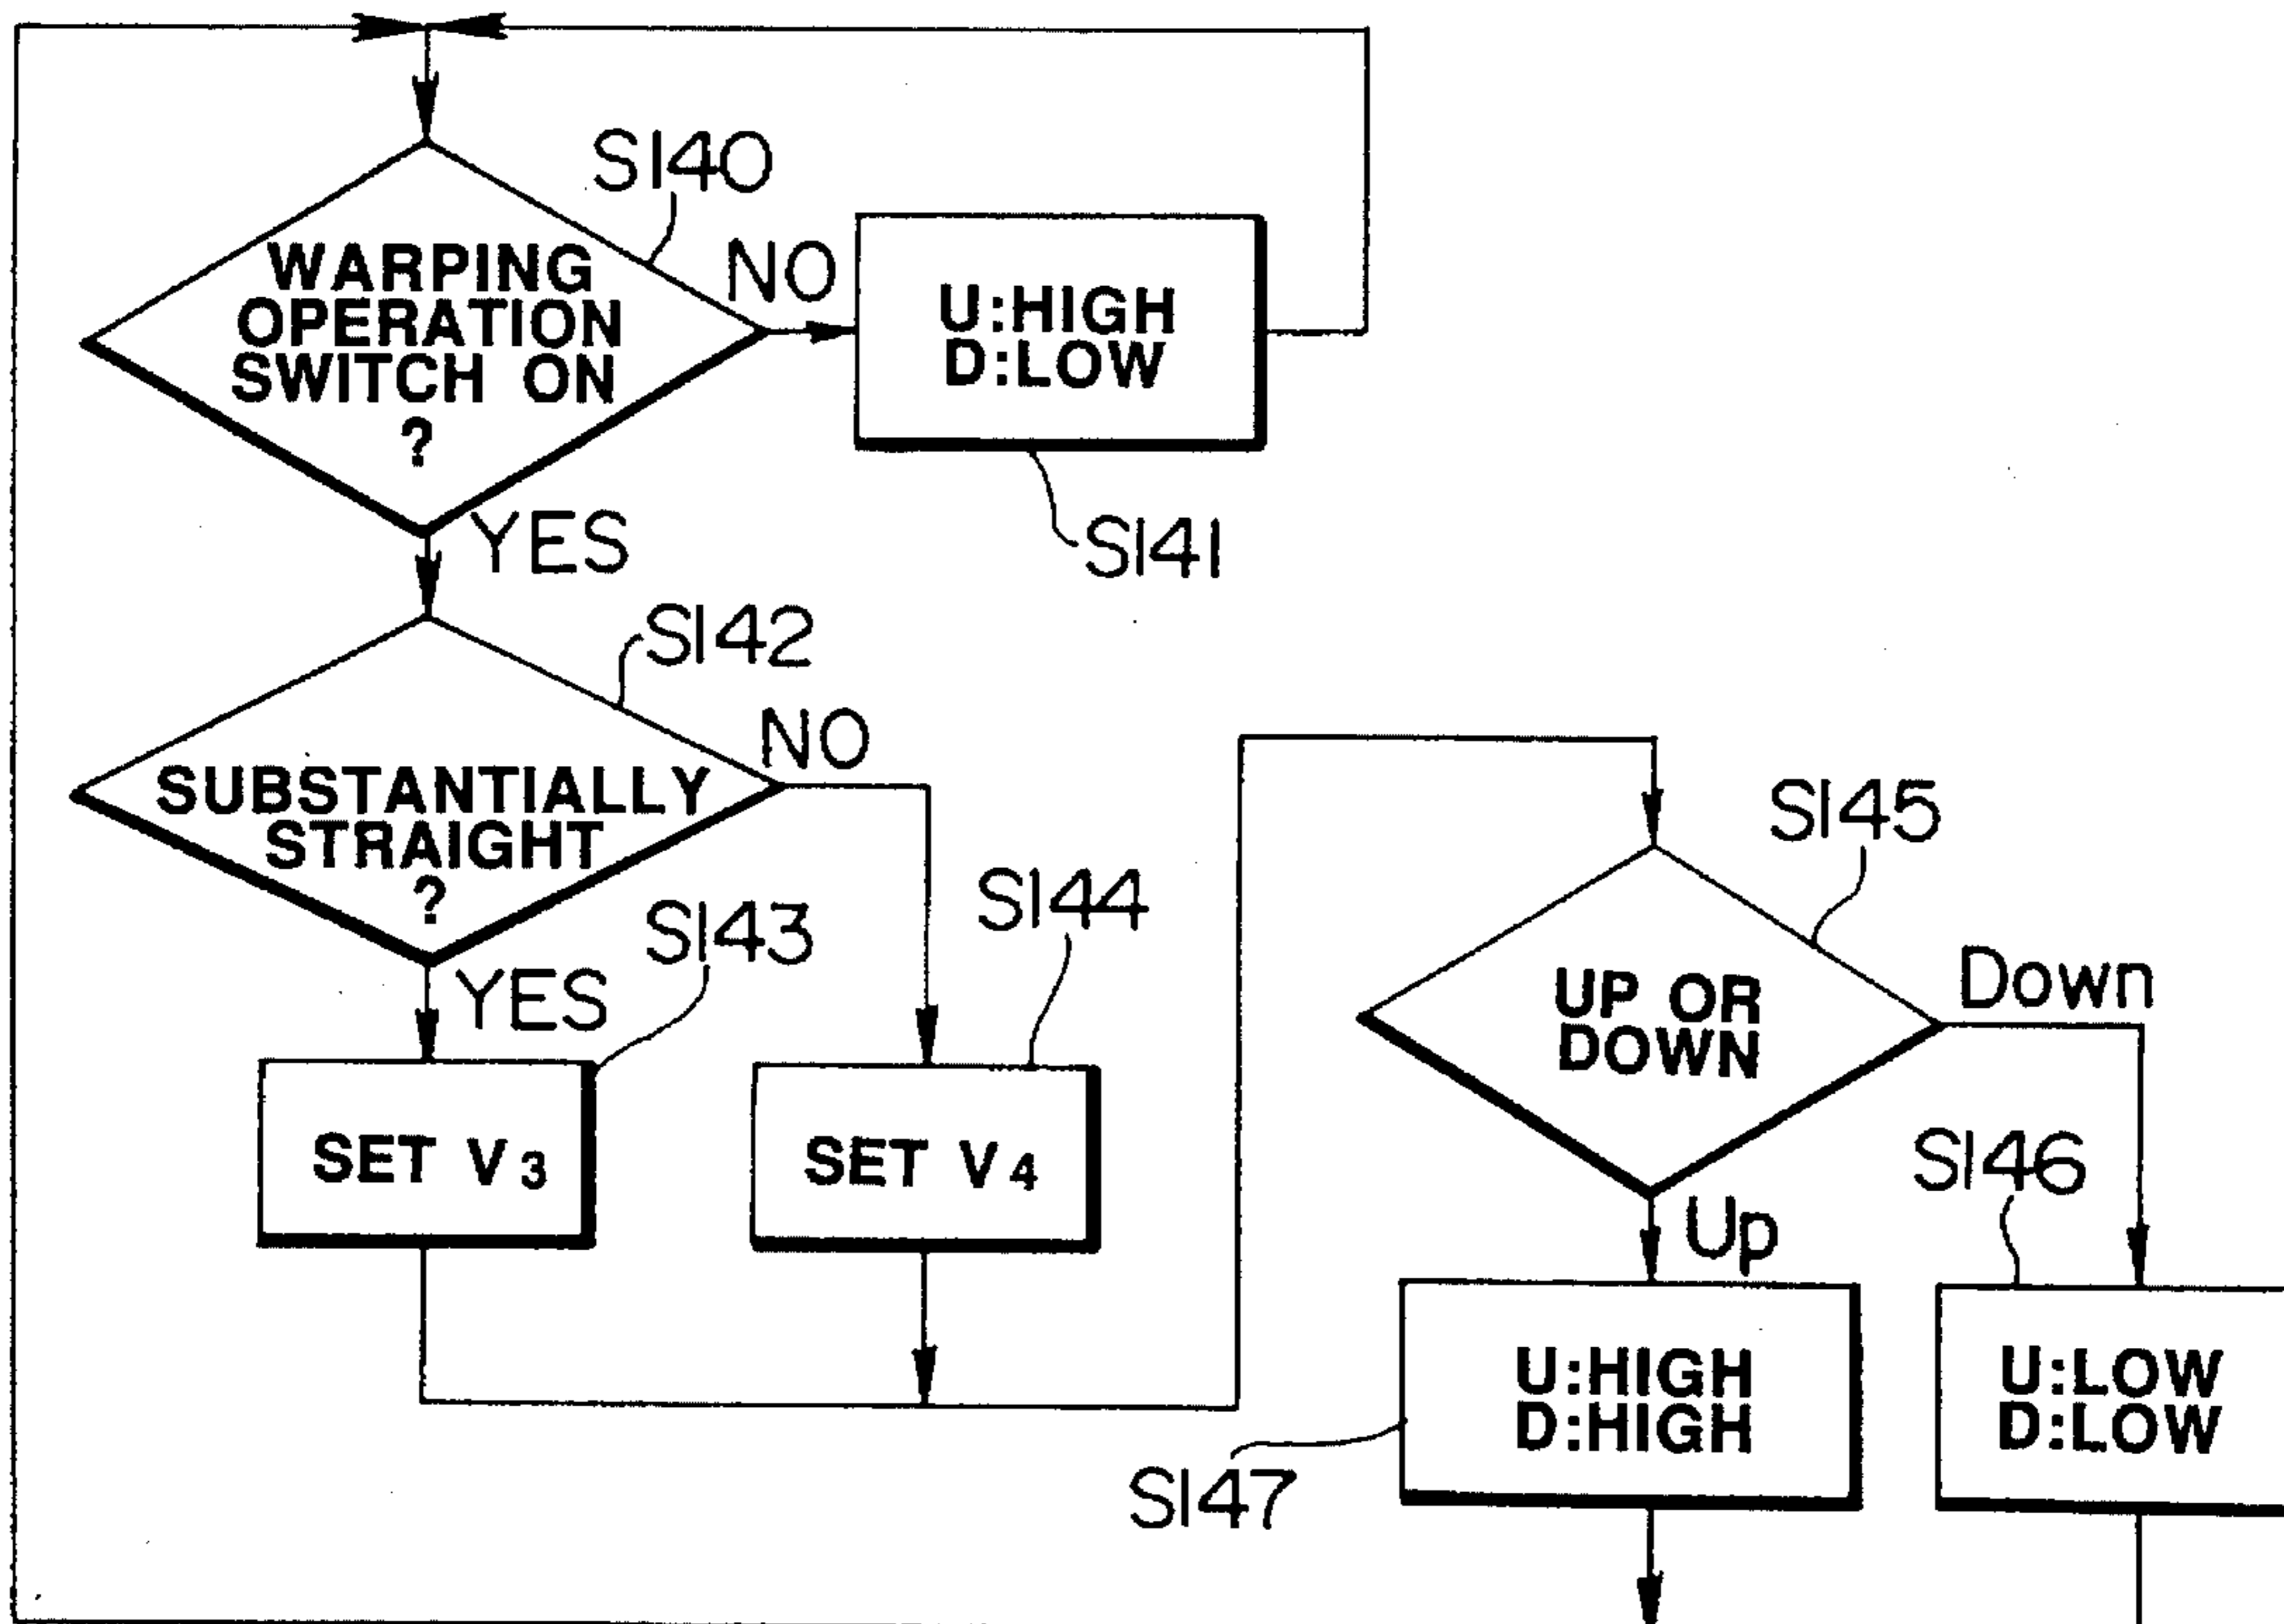 S140
WARPING
OPERATION
SWITCH ON
?
NO
U:HIGH
D:LOW
S141
YES
S142
SUBSTANTIALLY
STRAIGHT
?
NO
YES
S143
SET V3
S144
SET V4
S145
UP OR
DOWN
Down
Up
S146
U:LOW
D:LOW
U:HIGH
D:HIGH
S147